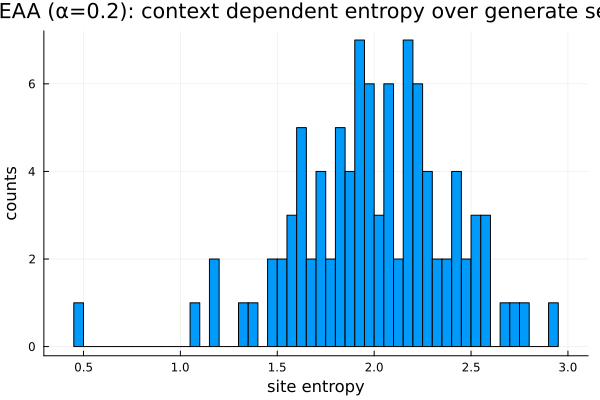 EAA (α=0.2): context dependent entropy over generate se
counts
6
4
2
0
0.5 1.0 1.5 2.0 2.5 3.0
site entropy